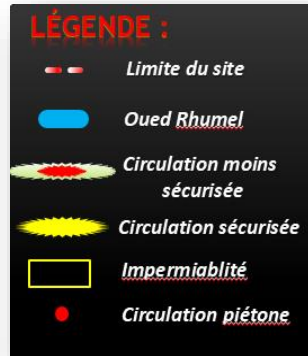 LÉGENDE :
Limite du site
Oued Rhumel
Circulation moins
sécurisée
Circulation sécurisée
Impermiablité
Circulation piétone